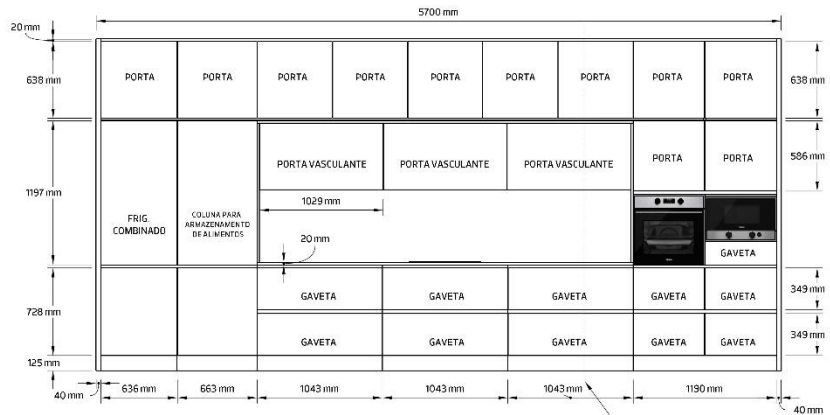 5700 mm
20 mm
638 mm
PORTA
PORTA
PORTA
PORTA
PORTA
PORTA
PORTA
PORTA
PORTA
638 mm
1197 mm
FRIG.
COMBINADO
COLUNA PARA
ARMAZENAMENTO
DE ALIMENTOS
PORTA VASCULANTE
PORTA VASCULANTE
PORTA VASCULANTE
PORTA
PORTA
586 mm
1029 mm
20 mm
GAVETA
728 mm
GAVETA
GAVETA
GAVETA
GAVETA
GAVETA
349 mm
GAVETA
GAVETA
GAVETA
GAVETA
GAVETA
349 mm
125 mm
40 mm
636 mm
663 mm
1043 mm
1043 mm
1043 mm
1190 mm
40 mm